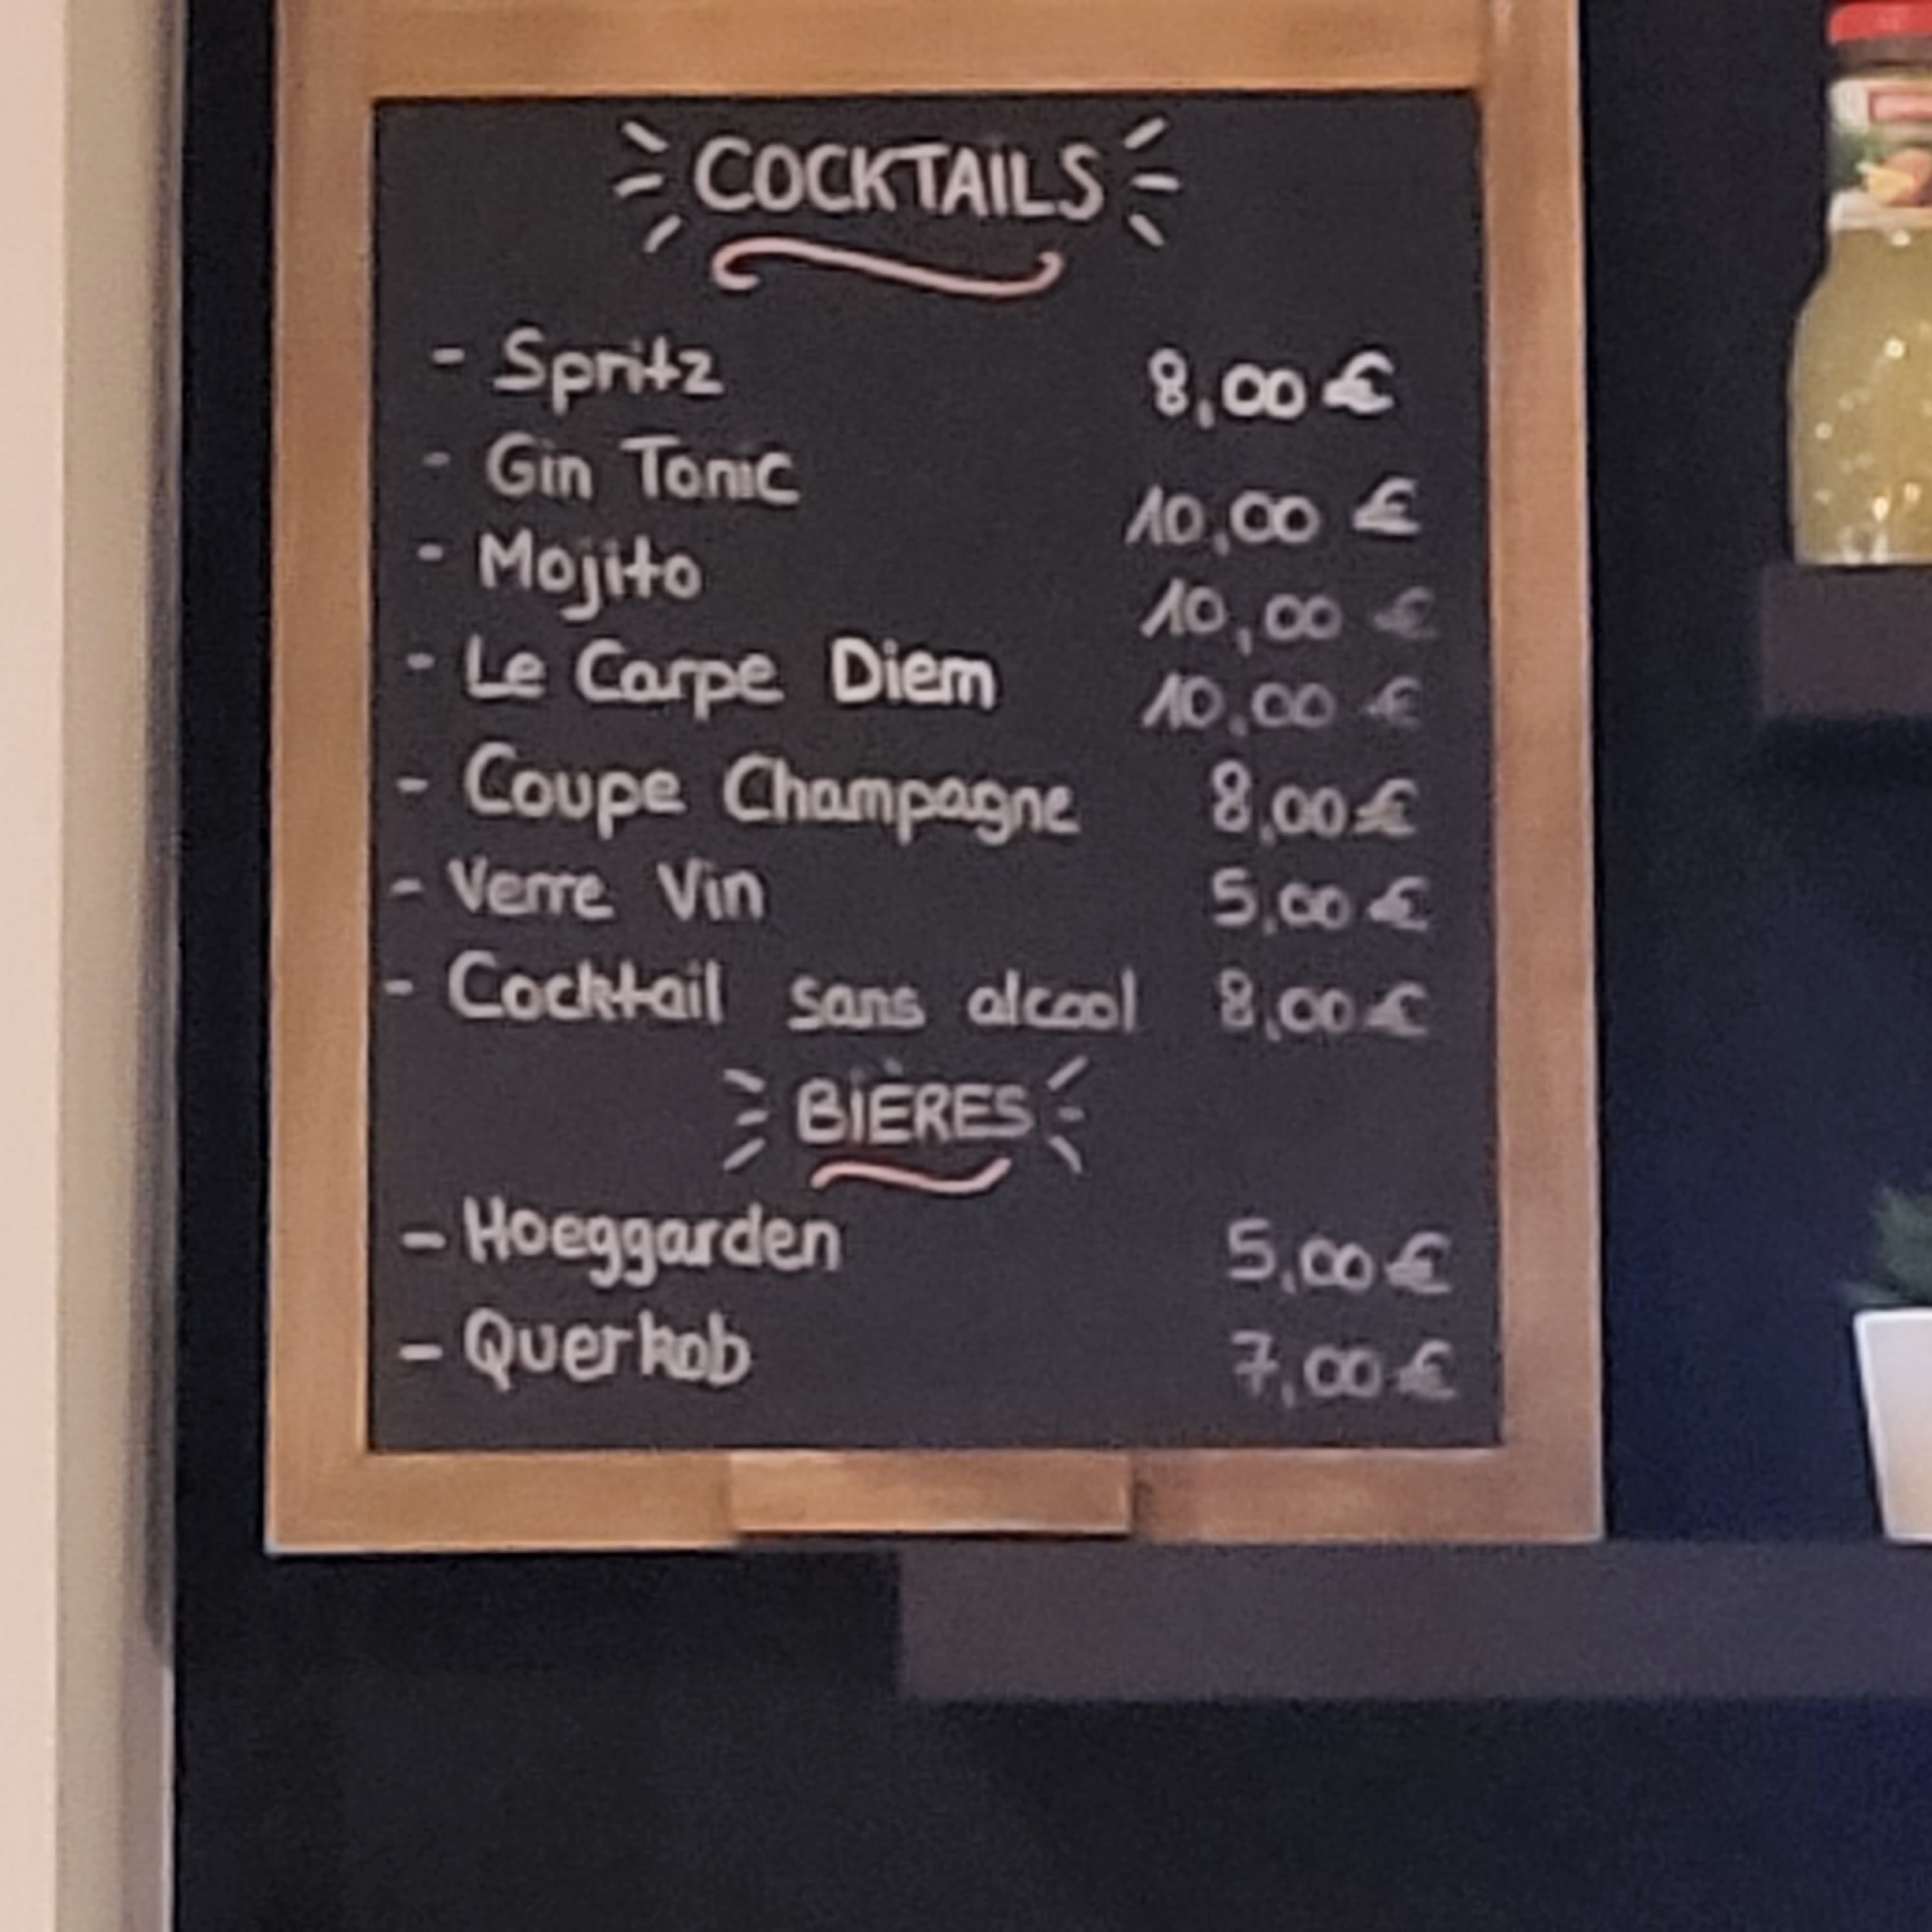 COCKTAILS
- Spritz 8,00 €
- Gin Tonic 10,00 €
- Mojito 10,00 €
- Le Carpe Diem 10,00 €
- Coupe Champagne 8,00 €
- Verre Vin 5,00 €
- Cocktail sans alcool 8,00 €
BIÈRES
- Hoeggarden 5,00 €
- Querkob 7,00 €